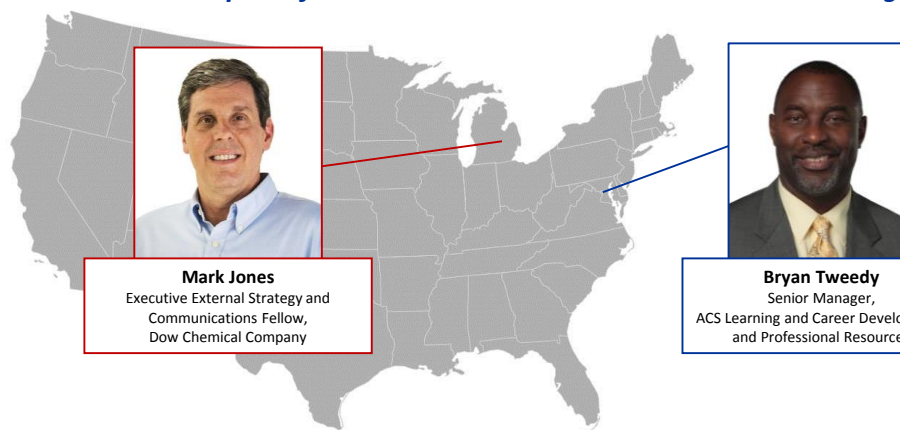 Mark Jones
Executive External Strategy and
Communications Fellow,
Dow Chemical Company
Bryan Tweedy
Senior Manager,
ACS Learning and Career
and Professional